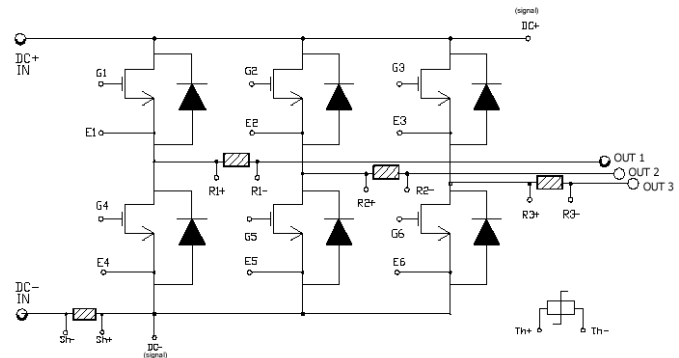 (signal)
DC+
DC+
IN
G1
G2
G3
E1
E2
E3
OUT 1
OUT 2
OUT 3
R1+
R1-
R2+
R2-
R3+
R3-
G4
G5
G6
E4
E5
E6
DC-
IN
Sh-
Sh+
DC-
(signal)
Th+
Th-